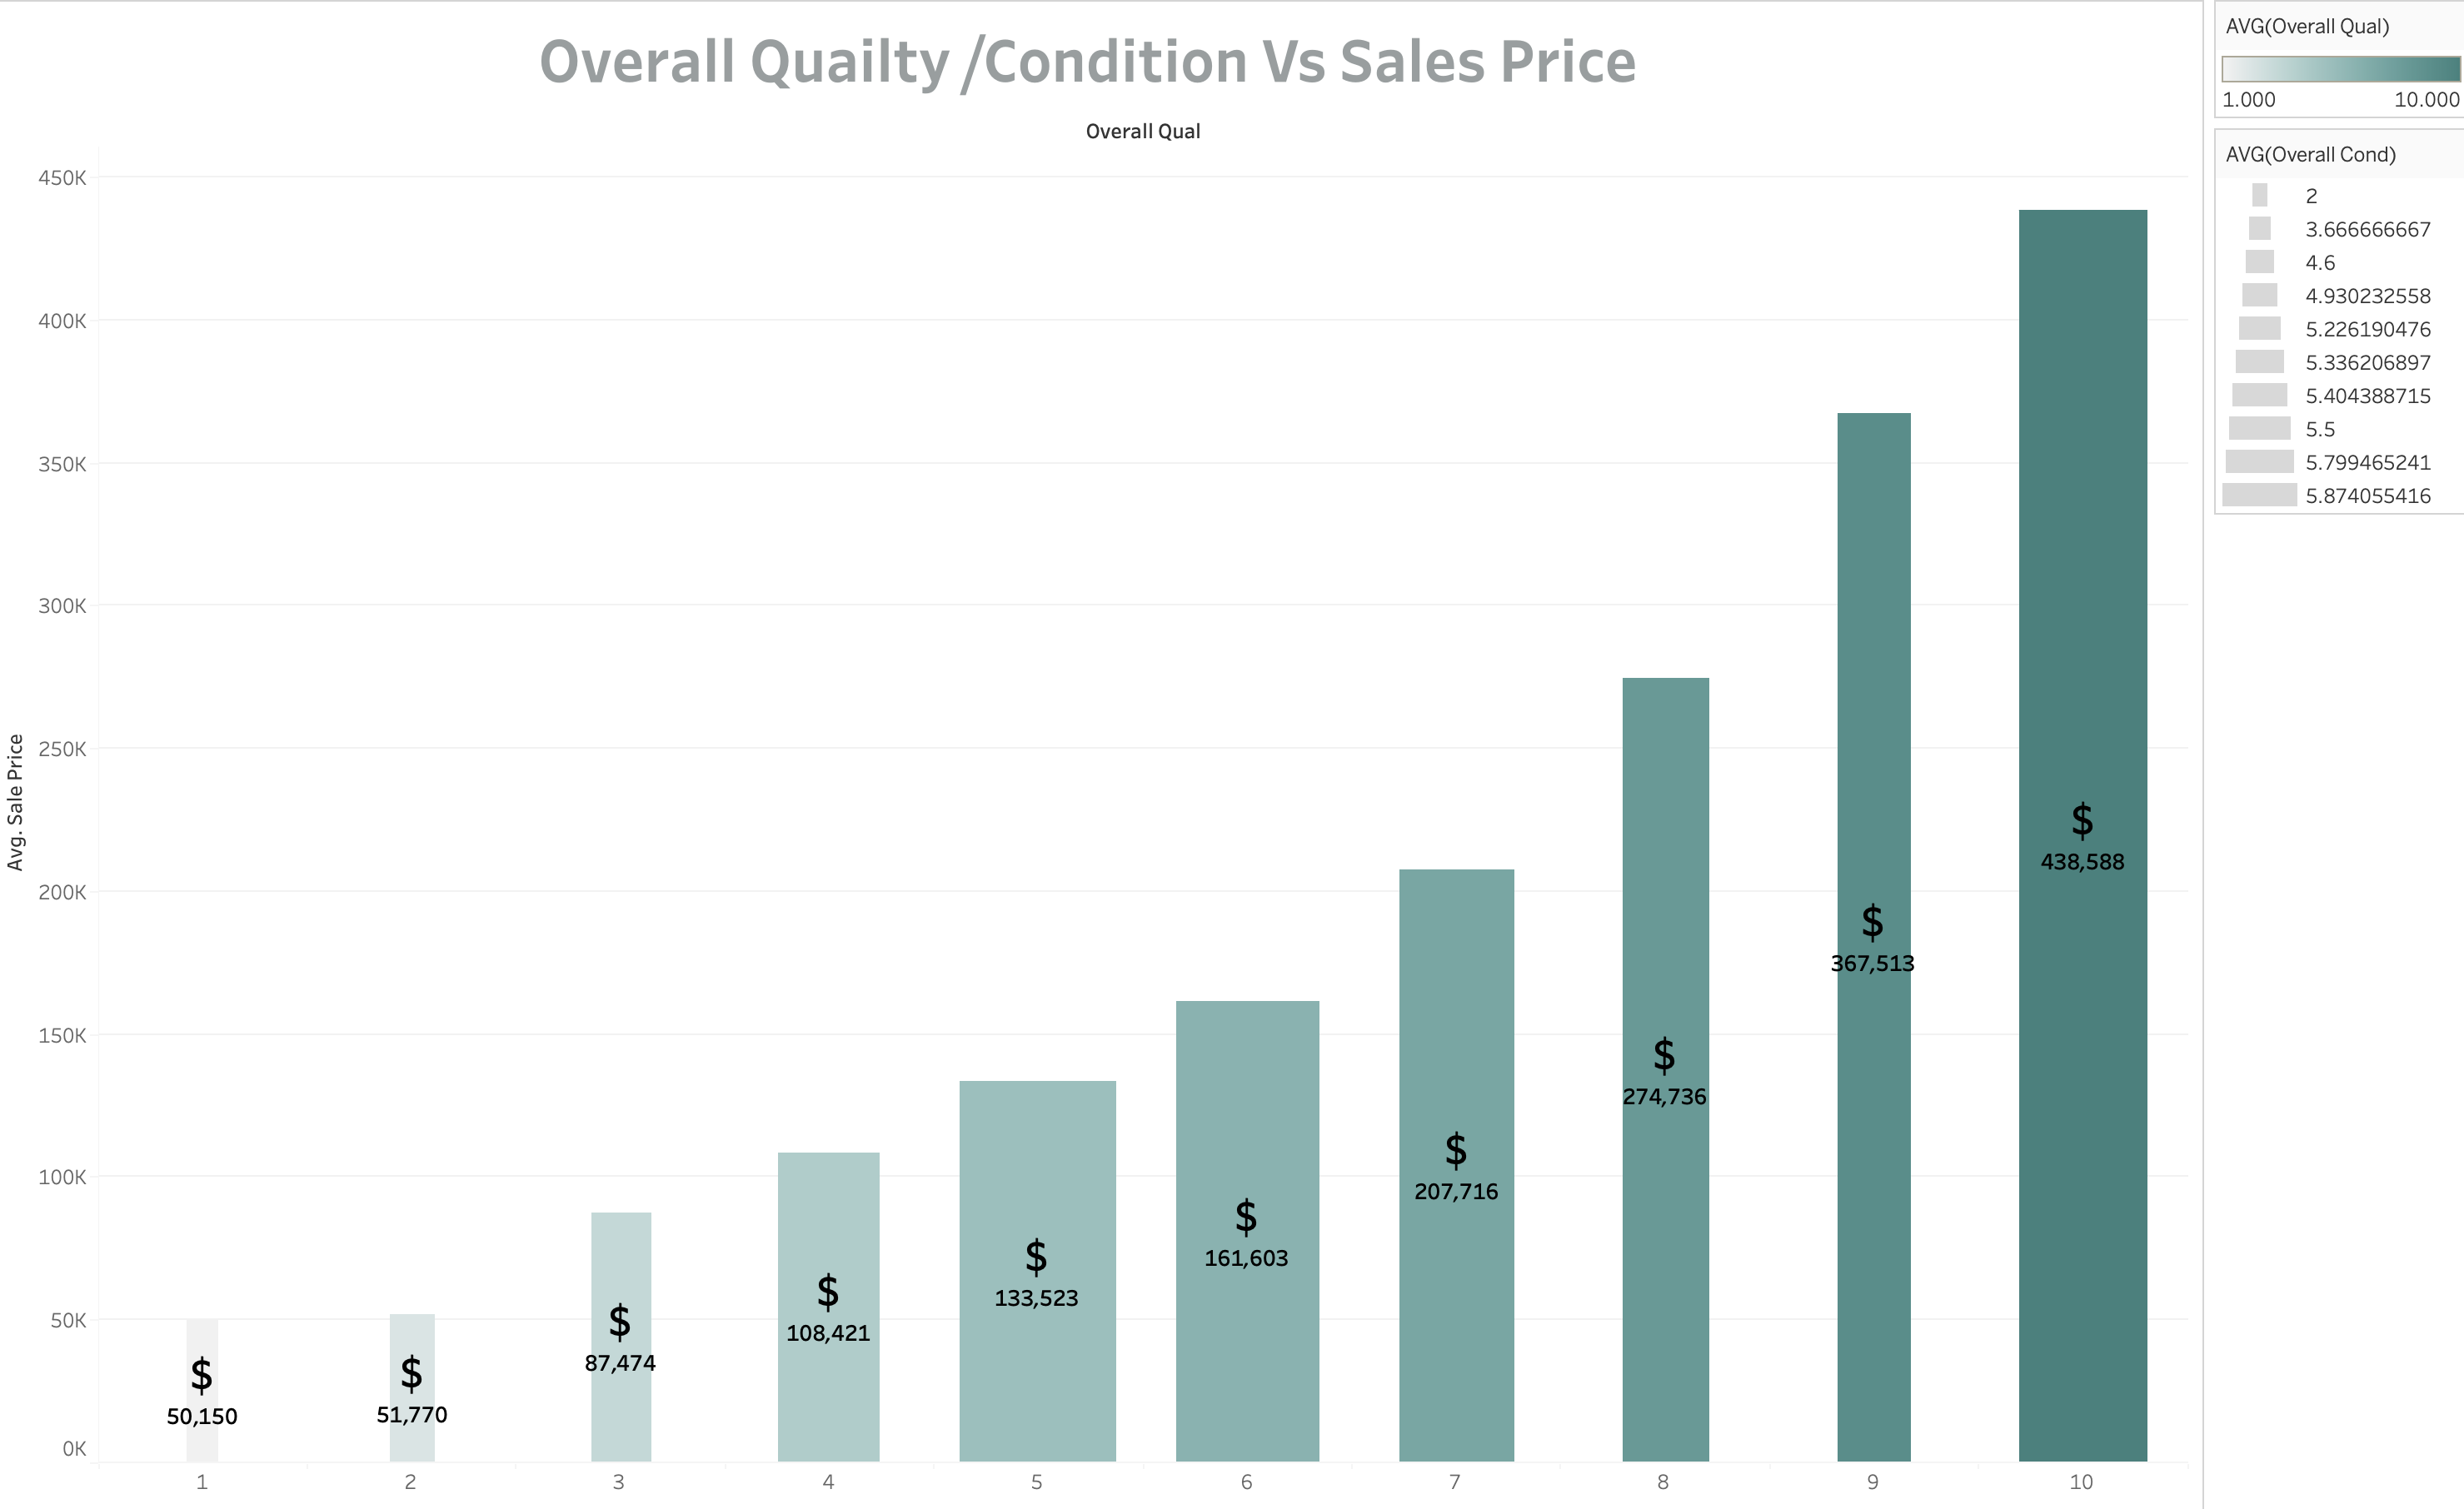 Overall Quailty /Condition Vs Sales Price
Overall Qual
Avg. Sale Price
450K
400K
350K
300K
250K
200K
150K
100K
50K
0K
$
50,150
$
51,770
$
87,474
$
108,421
$
133,523
$
161,603
$
207,716
$
274,736
$
367,513
$
438,588
1
2
3
4
5
6
7
8
9
10
AVG(Overall Qual)
1.000 10.000
AVG(Overall Cond)
2
3.666666667
4.6
4.930232558
5.226190476
5.336206897
5.404388715
5.5
5.799465241
5.874055416